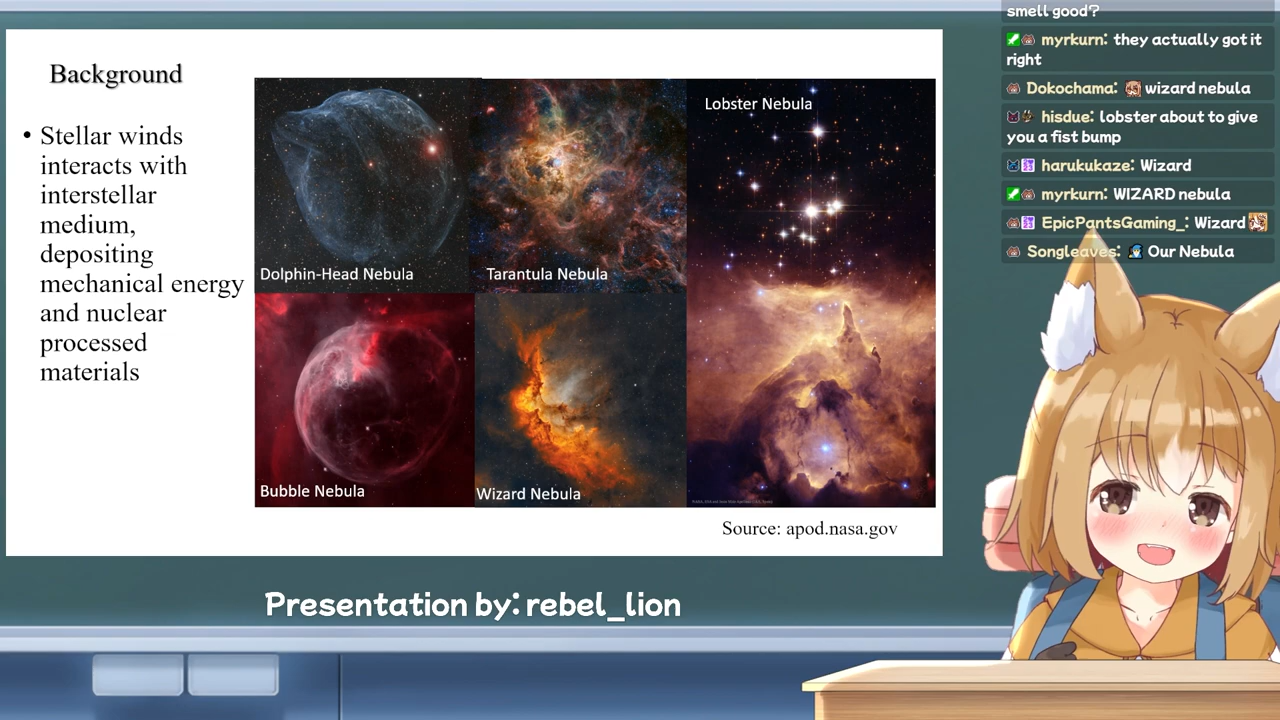 Background
• Stellar winds
interacts with
interstellar
medium,
depositing
mechanical energy
and nuclear
processed
materials
Dolphin-Head Nebula
Tarantula Nebula
Lobster Nebula
Bubble Nebula
Wizard Nebula
Source: apod.nasa.gov
Presentation by: rebel_lion
smell good?
myrkurn: they actually got it
right
Dokochama: wizard nebula
hisdue: lobster about to give
you a fist bump
harukukaze: Wizard
myrkurn: WIZARD nebula
EpicPantsGaming_: Wizard
Songleaves: Our Nebula